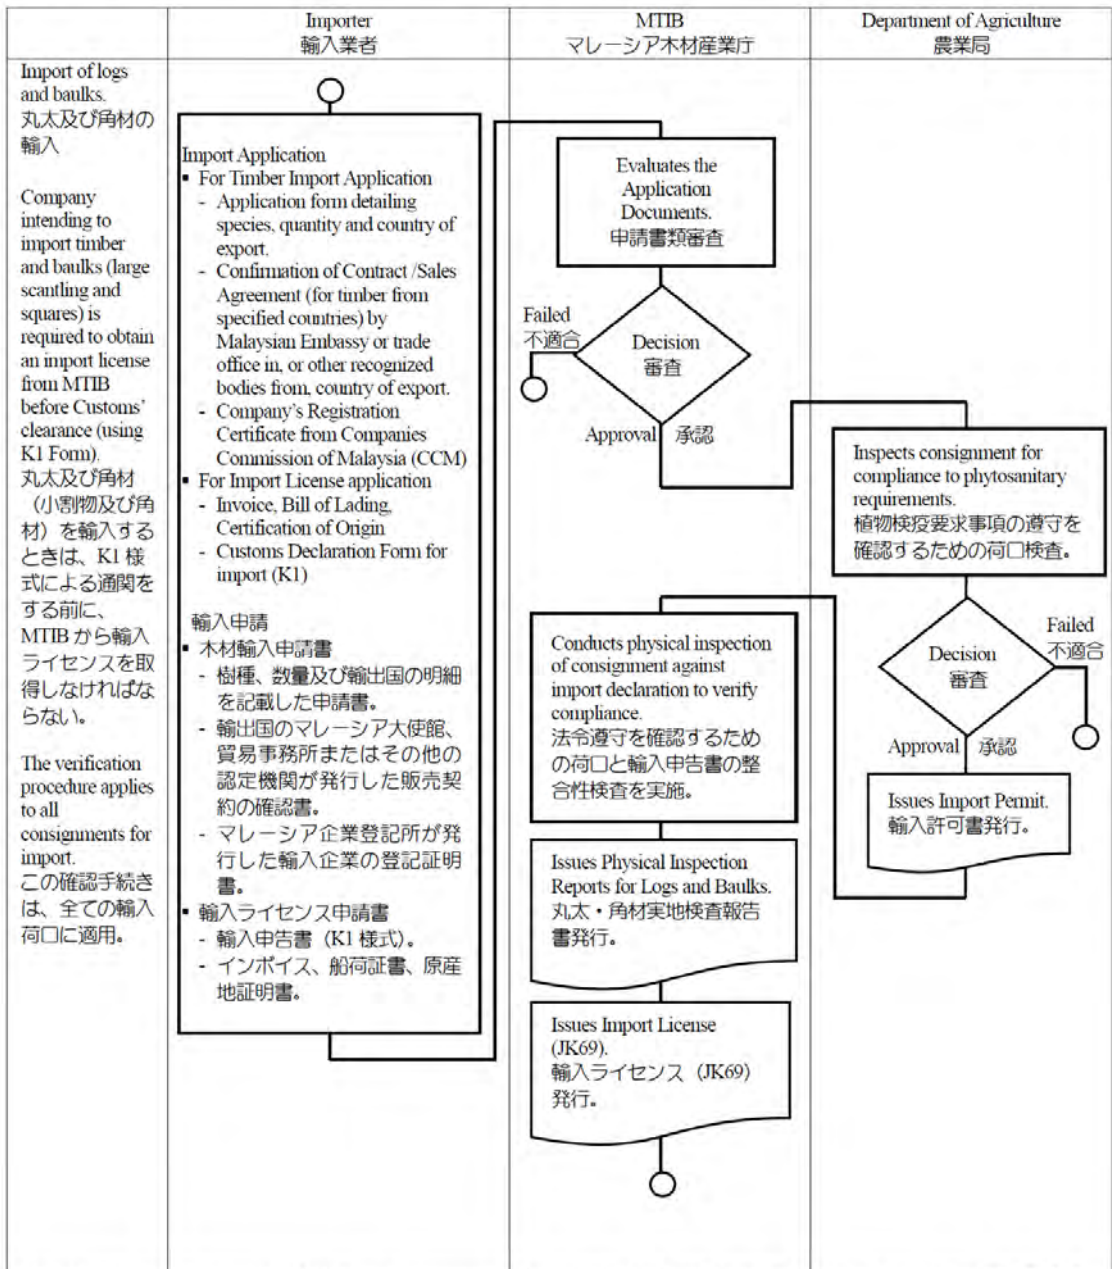 Importer
輸入業者
MTIB
マレーシア木材産業庁
Department of Agriculture
農業局
Import of logs
and baulks.
丸太及び角材の
輸入
Company
intending to
import timber
and baulks (large
scantling and
squares) is
required to obtain
an import license
from MTIB
before Customs’
clearance (using
K1 Form).
丸太及び角材
(小割物及び角
材)を輸入する
ときは、K1 様
式による通関を
する前に、
MTIB から輸入
ライセンスを取
得しなければな
らない。
The verification
procedure applies
to all
consignments for
import.
この確認手続き
は、全ての輸入
荷口に適用。
Import Application
▪ For Timber Import Application
- Application form detailing
species, quantity and country of
export.
- Confirmation of Contract /Sales
Agreement (for timber from
specified countries) by
Malaysian Embassy or trade
office in, or other recognized
bodies from, country of export.
- Company’s Registration
Certificate from Companies
Commission of Malaysia (CCM)
▪ For Import License application
- Invoice, Bill of Lading,
Certification of Origin
- Customs Declaration Form for
import (K1)
輸入申請
▪ 木材輸入申請書
- 樹種、数量及び輸出国の明細
を記載した申請書。
- 輸出国のマレーシア大使館、
貿易事務所またはその他の
認定機関が発行した販売契
約の確認書。
- マレーシア企業登記所が発
行した輸入企業の登記証明
書。
▪ 輸入ライセンス申請書
- 輸入申告書(K1 様式)。
- インボイス、船荷証書、原産
地証明書。
Evaluates the
Application
Documents.
申請書類審査
Failed
不適合
Decision
審査
Approval 承認
Inspects consignment for
compliance to phytosanitary
requirements.
植物検疫要求事項の遵守を
確認するための荷口検査。
Decision
審査
Failed
不適合
Approval 承認
Issues Import Permit.
輸入許可書発行。
Conducts physical inspection
of consignment against
import declaration to verify
compliance.
法令遵守を確認するため
の荷口と輸入申告書の整
合性検査を実施。
Issues Physical Inspection
Reports for Logs and Baulks.
丸太・角材実地検査報告
書発行。
Issues Import License
(JK69).
輸入ライセンス(JK69)
発行。